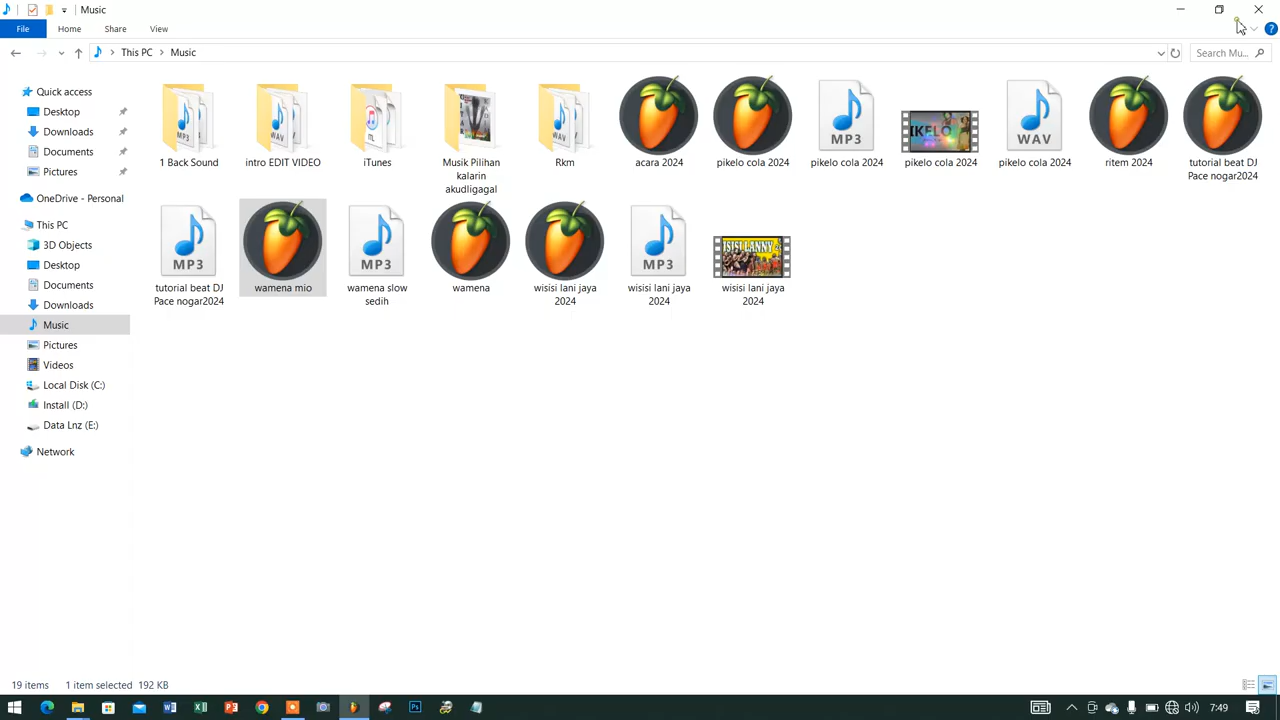 Music
File
Home
Share
View
This PC
Music
Search Mu...
Quick access
Desktop
Downloads
Documents
Pictures
OneDrive - Personal
This PC
3D Objects
Desktop
Documents
Downloads
Music
Pictures
Videos
Local Disk (C:)
Install (D:)
Data Lnz (E:)
Network
1 Back Sound
intro EDIT VIDEO
iTunes
Musik Pilihan
kalarin
akudligagal
Rkm
acara 2024
pikelo cola 2024
MP3
pikelo cola 2024
IKELO
pikelo cola 2024
WAV
pikelo cola 2024
ritem 2024
tutorial beat DJ
Pace nogar2024
MP3
tutorial beat DJ
Pace nogar2024
wamena mio
MP3
wamena slow
sedih
wamena
wisisi lani jaya
2024
MP3
wisisi lani jaya
2024
ISISI LANNY
wisisi lani jaya
2024
19 items
1 item selected
192 KB
7:49